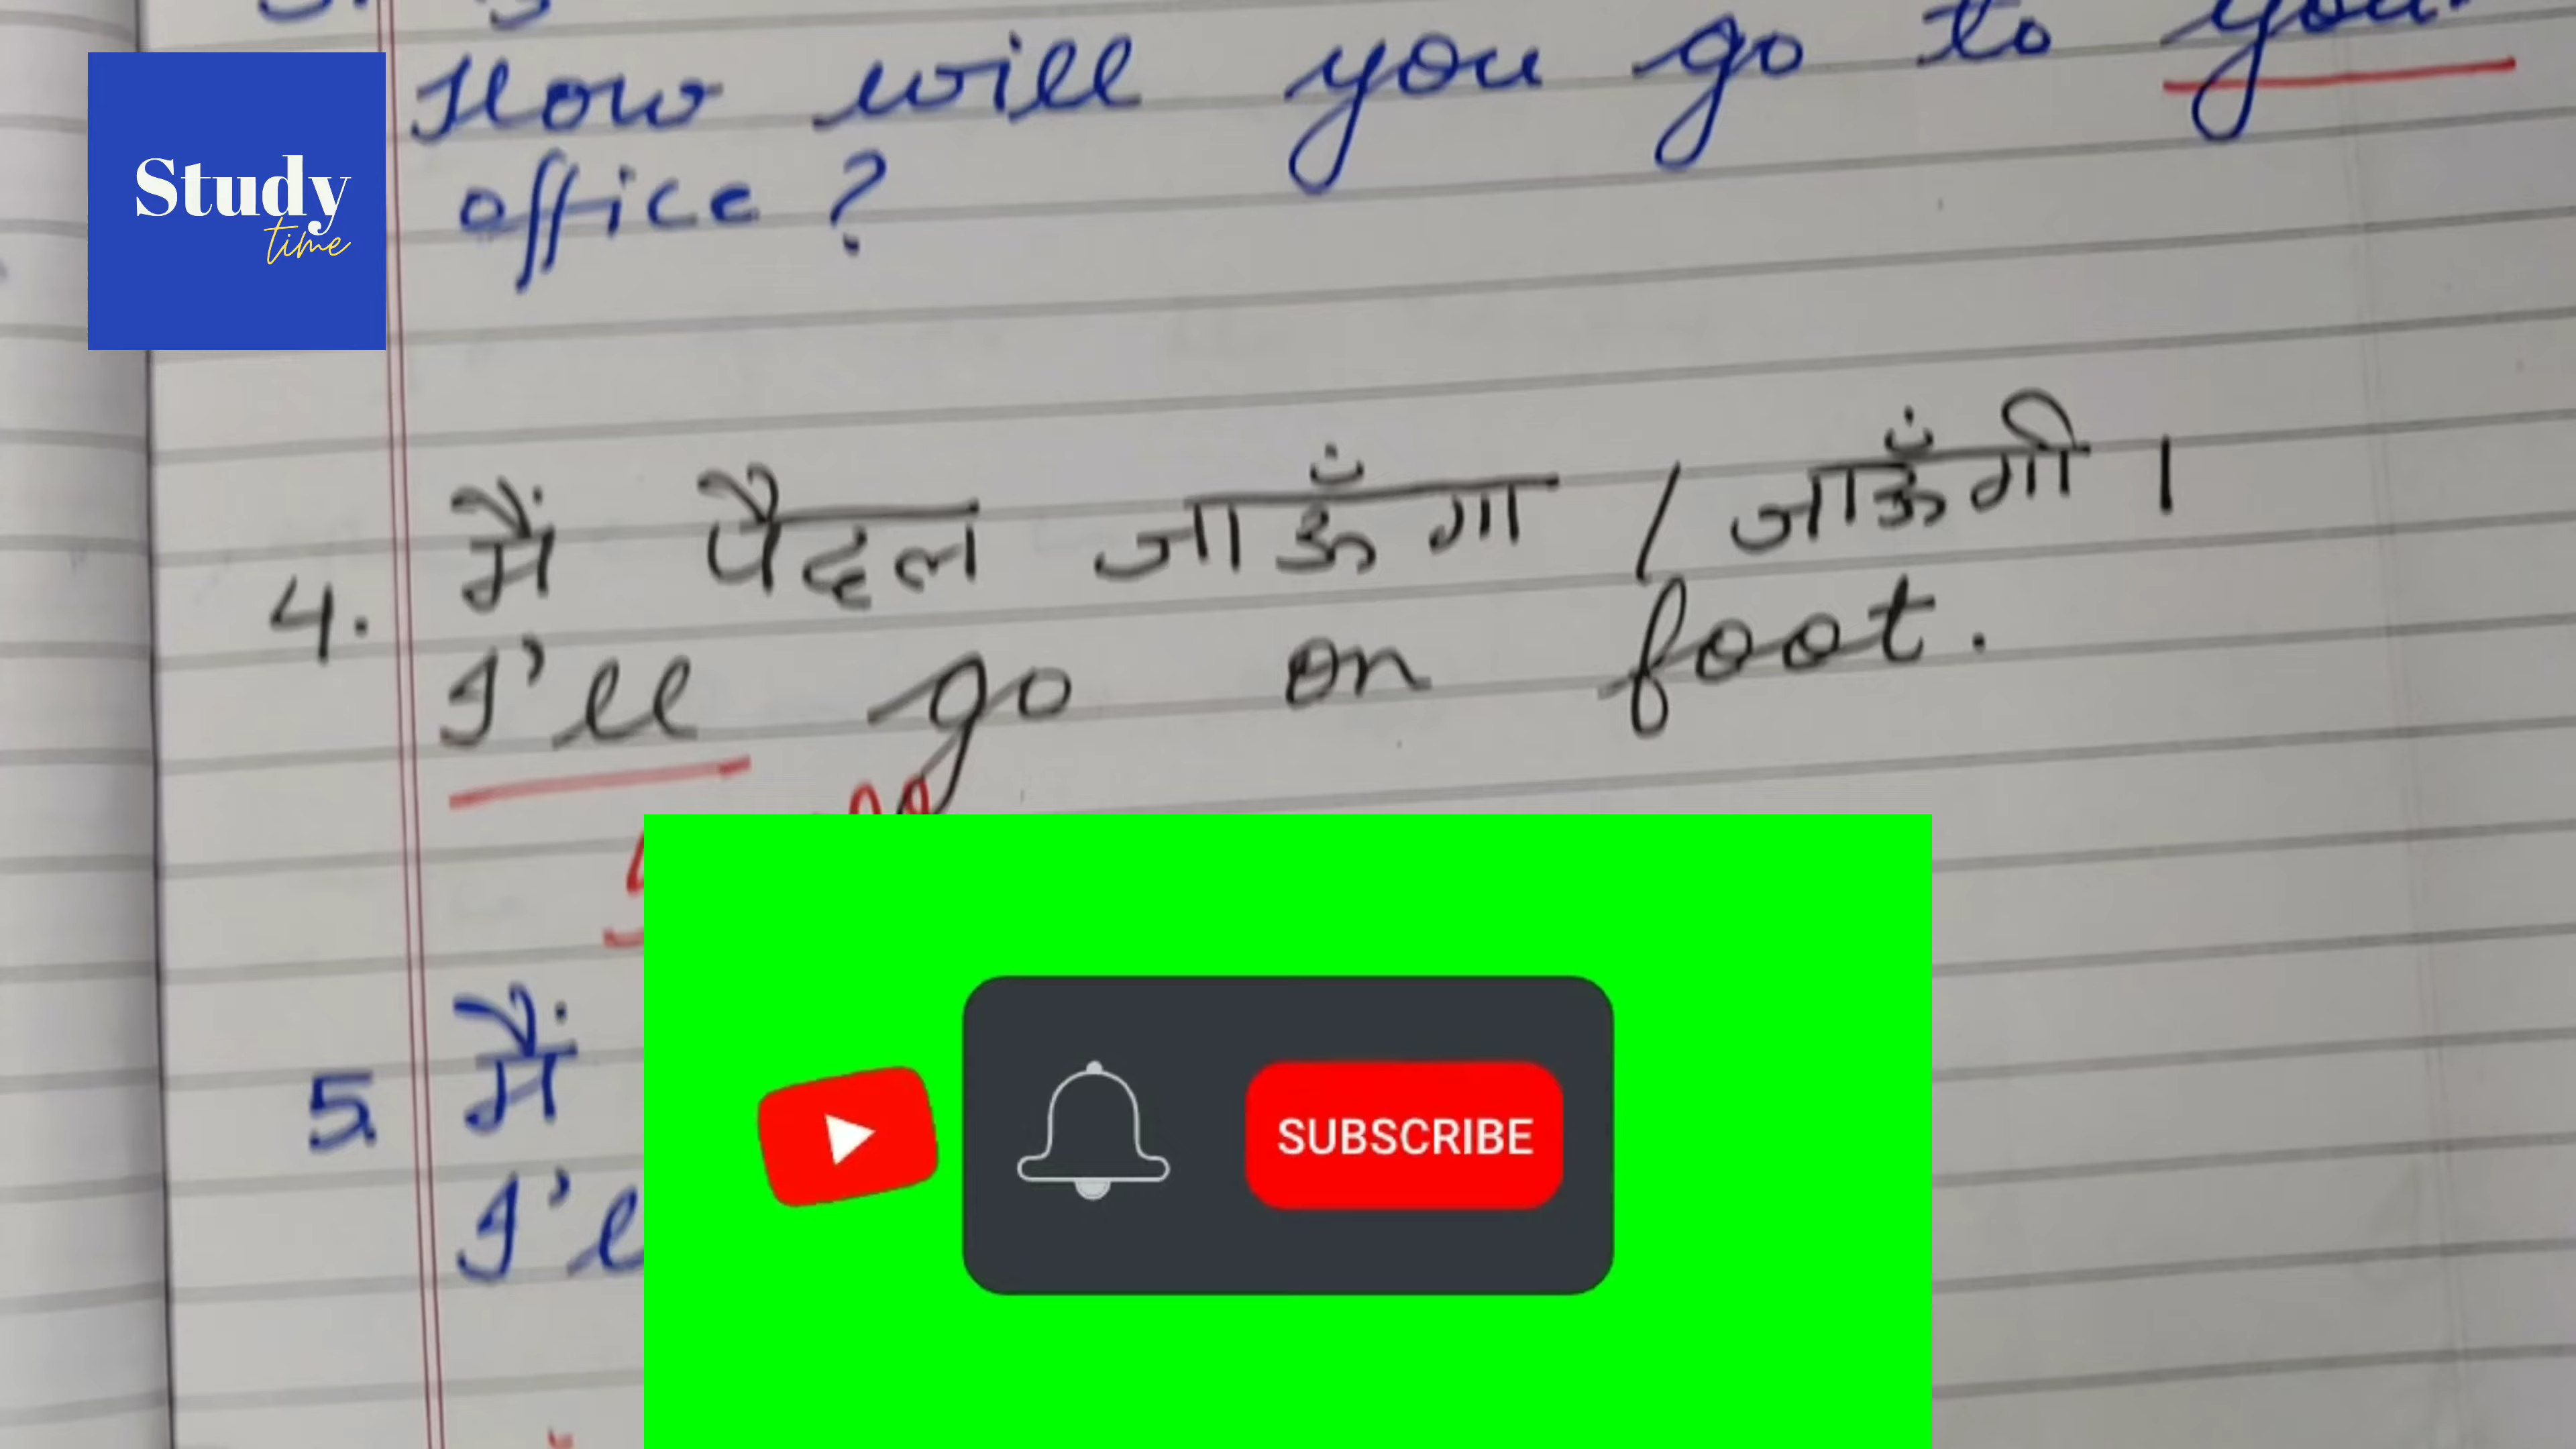 How will you go to your
office ?
Study
time
4. मैं पैदल जाऊँगा / जाऊँगी ।
I'll go on foot.
5. मैं
SUBSCRIBE